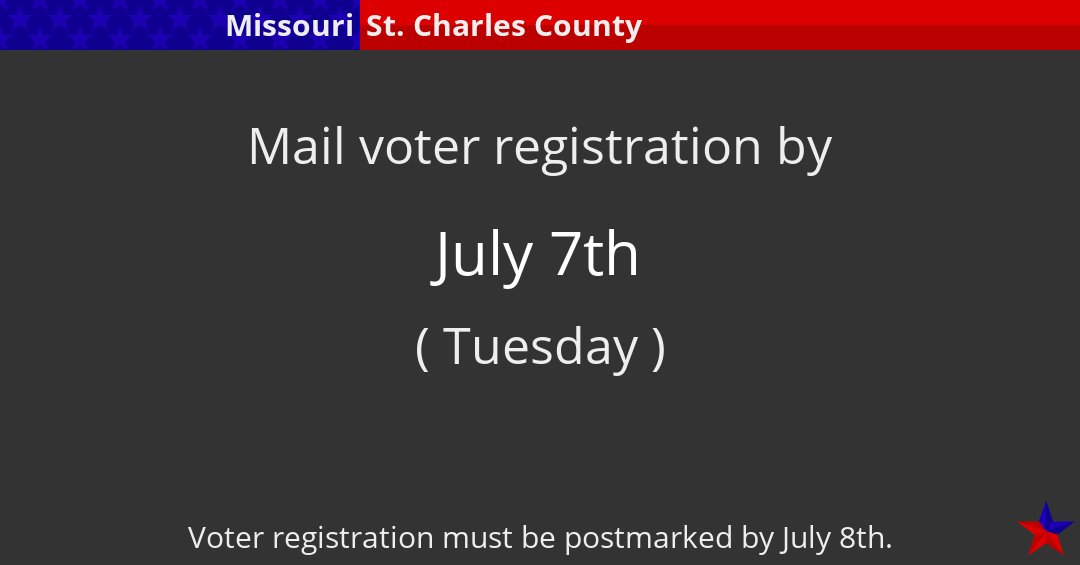 Missouri St. Charles County
Mail voter registration by
July 7th
( Tuesday )
Voter registration must be postmarked by July 8th.